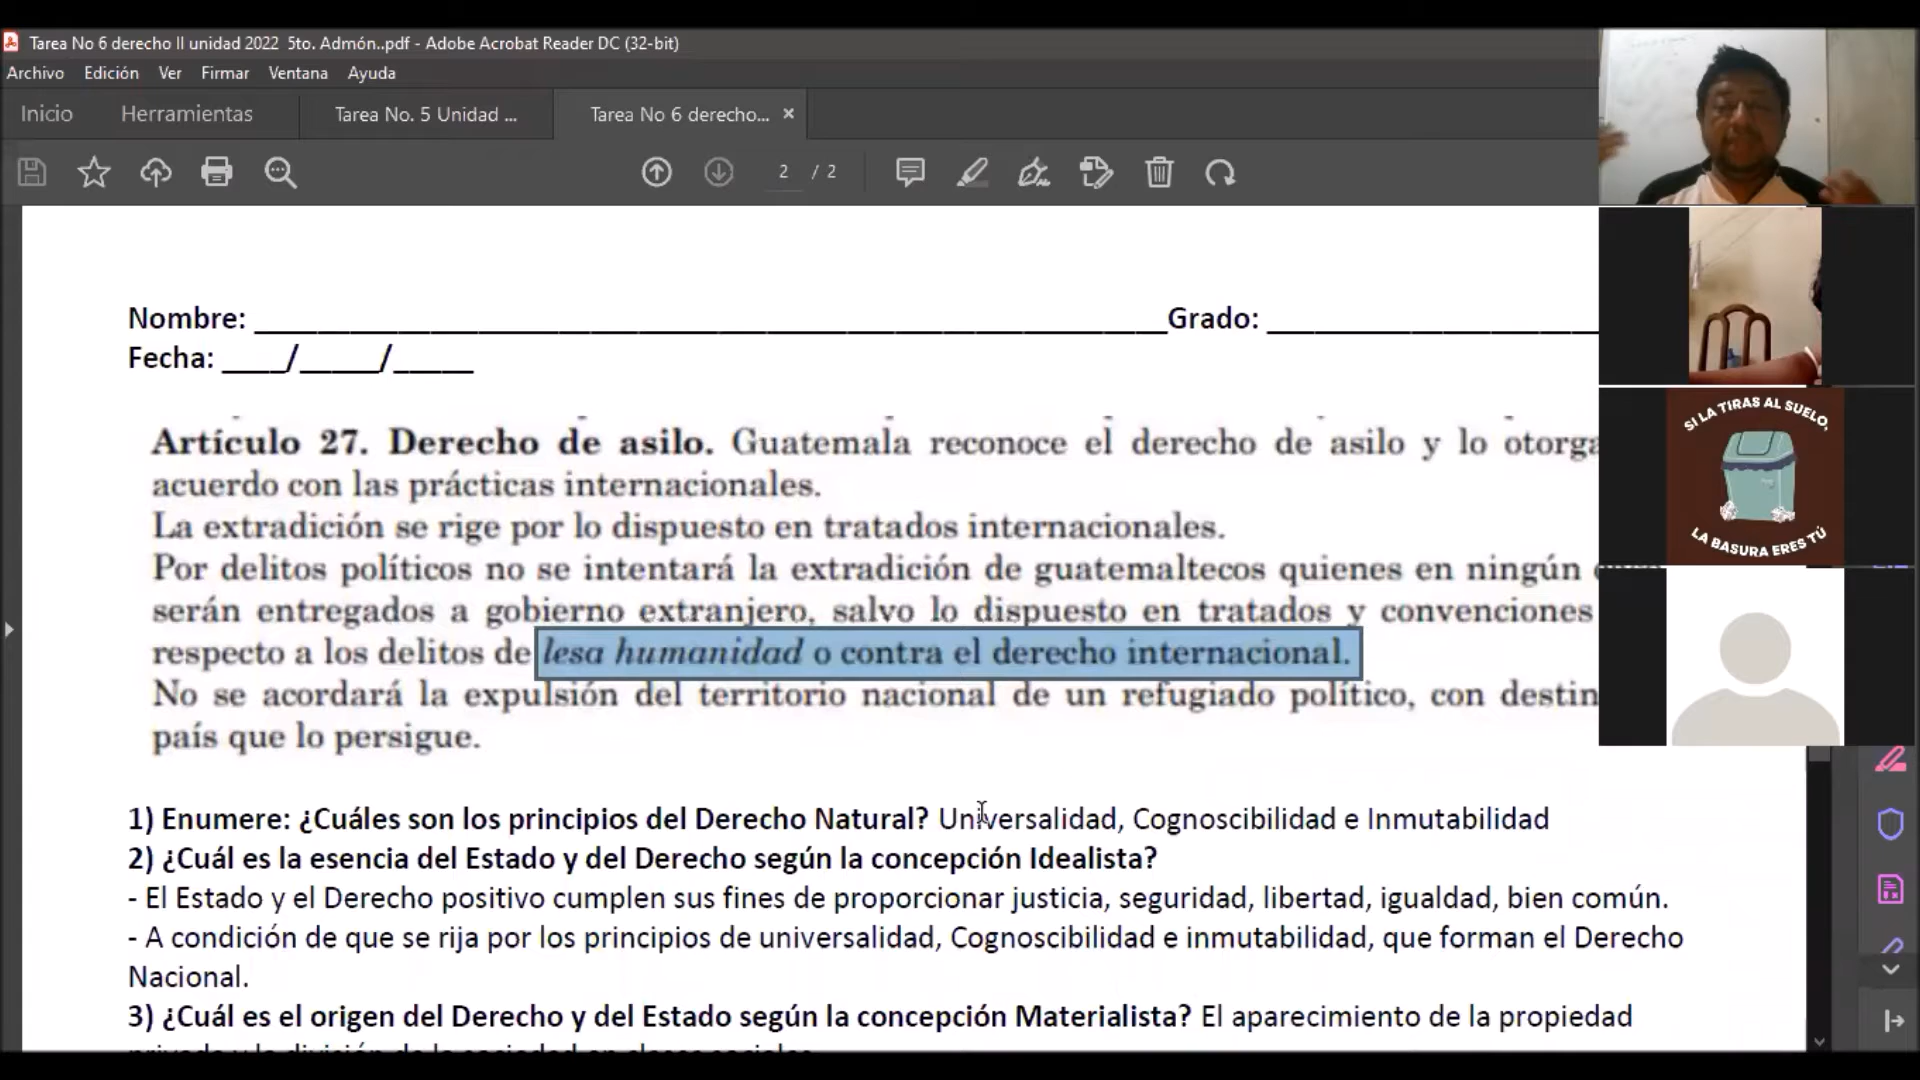 Tarea No 6 derecho II unidad 2022 5to. Admón..pdf - Adobe Acrobat Reader DC (32-bit)
Archivo Edición Ver Firmar Ventana Ayuda
Inicio Herramientas Tarea No. 5 Unidad ... Tarea No 6 derecho... ×
2 / 2
Nombre: ____________________ Grado: ____________________
Fecha: ____/_____/_____
Artículo 27. Derecho de asilo. Guatemala reconoce el derecho de asilo y lo otorga
acuerdo con las prácticas internacionales.
La extradición se rige por lo dispuesto en tratados internacionales.
Por delitos políticos no se intentará la extradición de guatemaltecos quienes en ningún
serán entregados a gobierno extranjero, salvo lo dispuesto en tratados y convenciones
respecto a los delitos de lesa humanidad o contra el derecho internacional.
No se acordará la expulsión del territorio nacional de un refugiado político, con destin
país que lo persigue.
1) Enumere: ¿Cuáles son los principios del Derecho Natural? Universalidad, Cognoscibilidad e Inmutabilidad
2) ¿Cuál es la esencia del Estado y del Derecho según la concepción Idealista?
- El Estado y el Derecho positivo cumplen sus fines de proporcionar justicia, seguridad, libertad, igualdad, bien común.
- A condición de que se rija por los principios de universalidad, Cognoscibilidad e inmutabilidad, que forman el Derecho
Nacional.
3) ¿Cuál es el origen del Derecho y del Estado según la concepción Materialista? El aparecimiento de la propiedad
SI LA TIRAS AL SUELO,
LA BASURA ERES TÚ